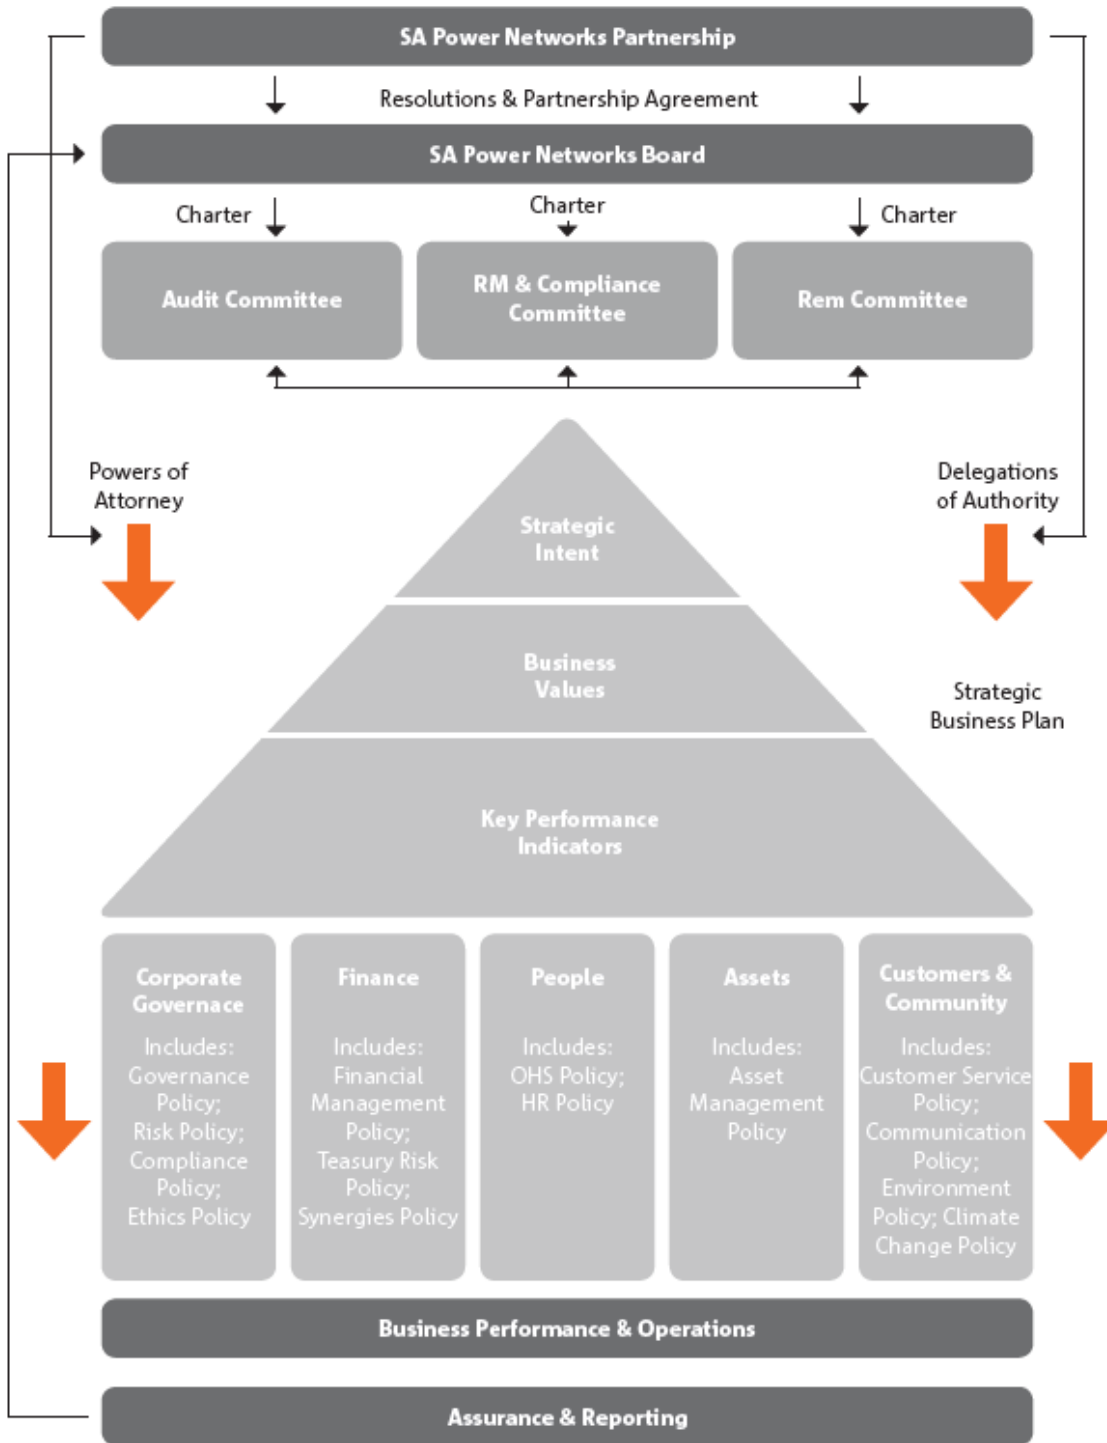 SA Power Networks Partnership
Resolutions & Partnership Agreement
SA Power Networks Board
Charter
Charter
Charter
Audit Committee
RM & Compliance
Committee
Rem Committee
Powers of
Attorney
Delegations
of Authority
Strategic
Intent
Business
Values
Strategic
Business Plan
Key Performance
Indicators
Corporate
Governace
Includes:
Governance
Policy;
Risk Policy;
Compliance
Policy;
Ethics Policy
Finance
Includes:
Financial
Management
Policy;
Teasury Risk
Policy;
Synergies Policy
People
Includes:
OHS Policy;
HR Policy
Assets
Includes:
Asset
Management
Policy
Customers &
Community
Includes:
Customer Service
Policy;
Communication
Policy;
Environment
Policy; Climate
Change Policy
Business Performance & Operations
Assurance & Reporting